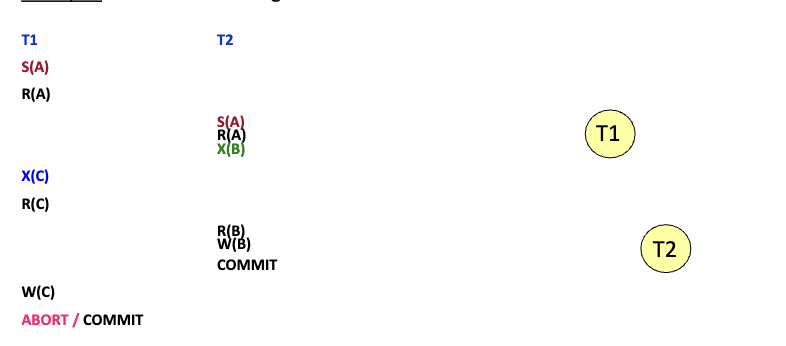 T1 T2
S(A)
R(A)
S(A)
R(A)
X(B)
T1
X(C)
R(C)
R(B)
W(B)
T2
COMMIT
W(C)
ABORT / COMMIT